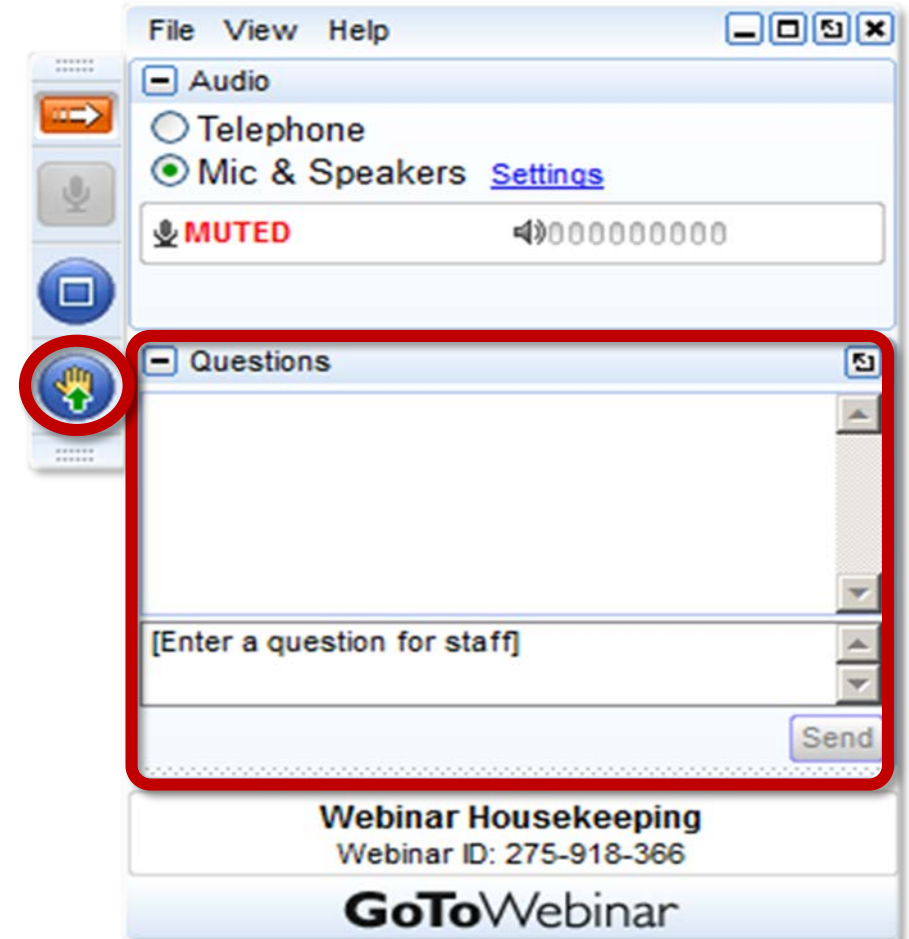 File View Help
Audio
Telephone
Mic & Speakers Settings
MUTED 000000000
Questions
[Enter a question for staff]
Send
Webinar Housekeeping
Webinar ID: 275-918-366
GoToWebinar